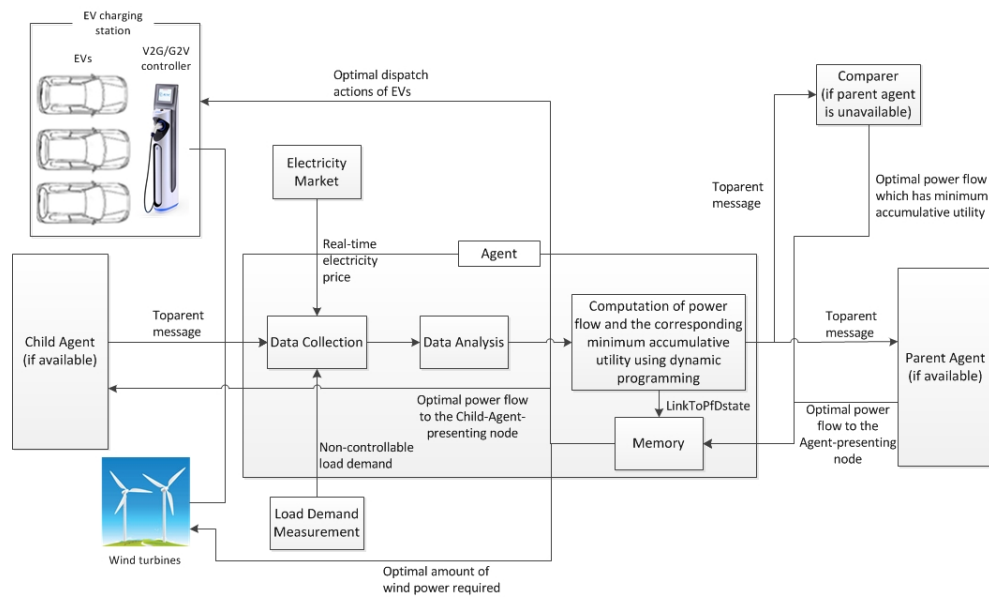 EV charging
station
EVs
V2G/G2V
controller
Optimal dispatch
actions of EVs
Comparer
(if parent agent
is unavailable)
Electricity
Market
Toparent
message
Optimal power flow
which has minimum
accumulative utility
Real-time
electricity
price
Agent
Child Agent
(if available)
Toparent
message
Data Collection
Data Analysis
Computation of power
flow and the corresponding
minimum accumulative
utility using dynamic
programming
Toparent
message
Parent Agent
(if available)
Optimal power flow
to the Child-Agent-
presenting node
LinkToPfDstate
Optimal power
flow to the
Agent-presenting
node
Memory
Non-controllable
load demand
Load Demand
Measurement
Wind turbines
Optimal amount of
wind power required